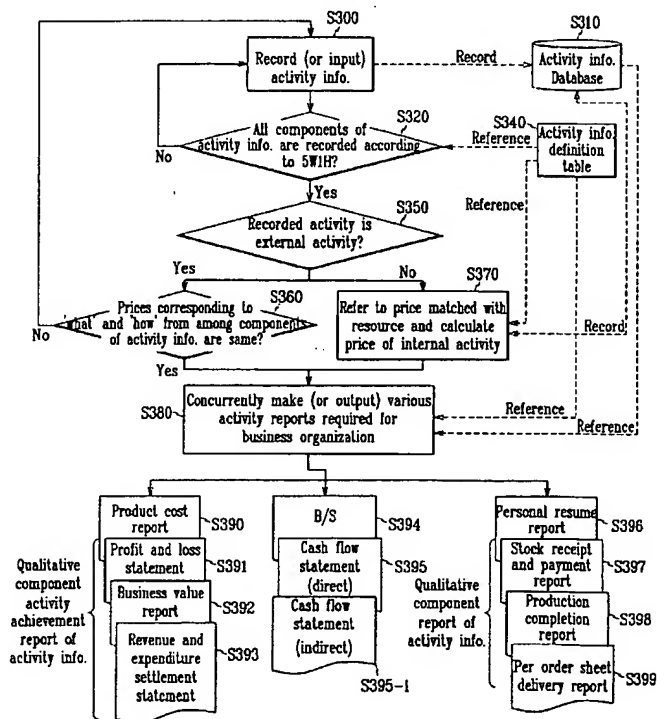 S300
Record (or input)
activity info.
Record
S310
Activity info.
Database
S320
All components of
activity info. are recorded according
to 5W1H?
No
Yes
Reference
S340
Activity info.
definition
table
Reference
S350
Recorded activity is
external activity?
Yes
No
S360
Prices corresponding to
'what' and 'how' from among components
of activity info. are same?
No
Yes
S370
Refer to price matched with
resource and calculate
price of internal activity
Record
S380
Concurrently make (or output) various
activity reports required for
business organization
Reference
Reference
Product cost
report
S390
Profit and loss
statement
S391
Business value
report
S392
Revenue and
expenditure
settlement
statement
S393
Qualitative
component
activity
achievement
report of
activity info.
B/S
S394
Cash flow
statement
(direct)
S395
Cash flow
statement
(indirect)
S395-1
Personal resume
report
S396
Stock receipt
and payment
report
S397
Production
completion
report
S398
Per order sheet
delivery report
S399
Qualitative
component
report of
activity info.